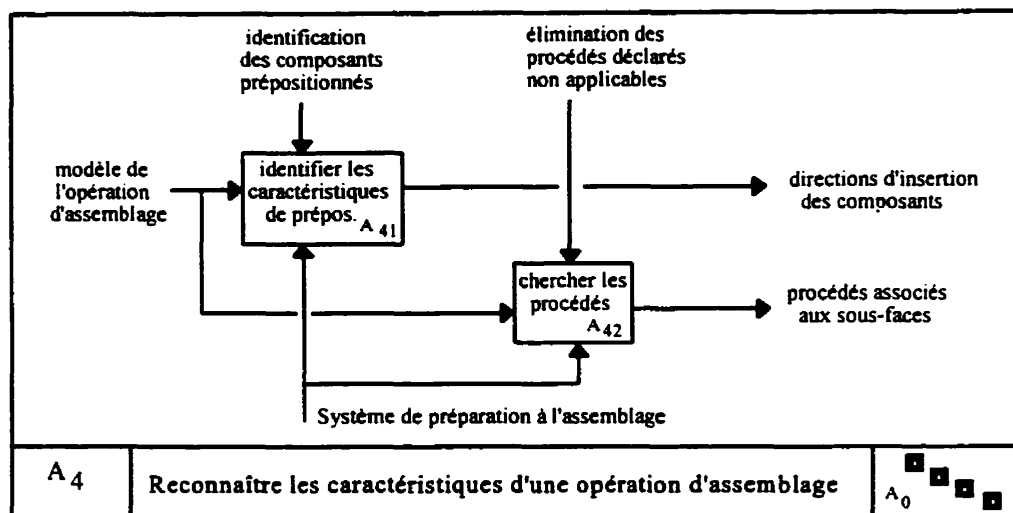 identification
des composants
prépositionnés
élimination des
procédés déclarés
non applicables
modèle de
l'opération
d'assemblage
identifier les
caractéristiques
de prépos.
A 41
directions d'insertion
des composants
chercher les
procédés
A 42
procédés associés
aux sous-faces
Système de préparation à l'assemblage
A 4
Reconnaître les caractéristiques d'une opération d'assemblage
A 0